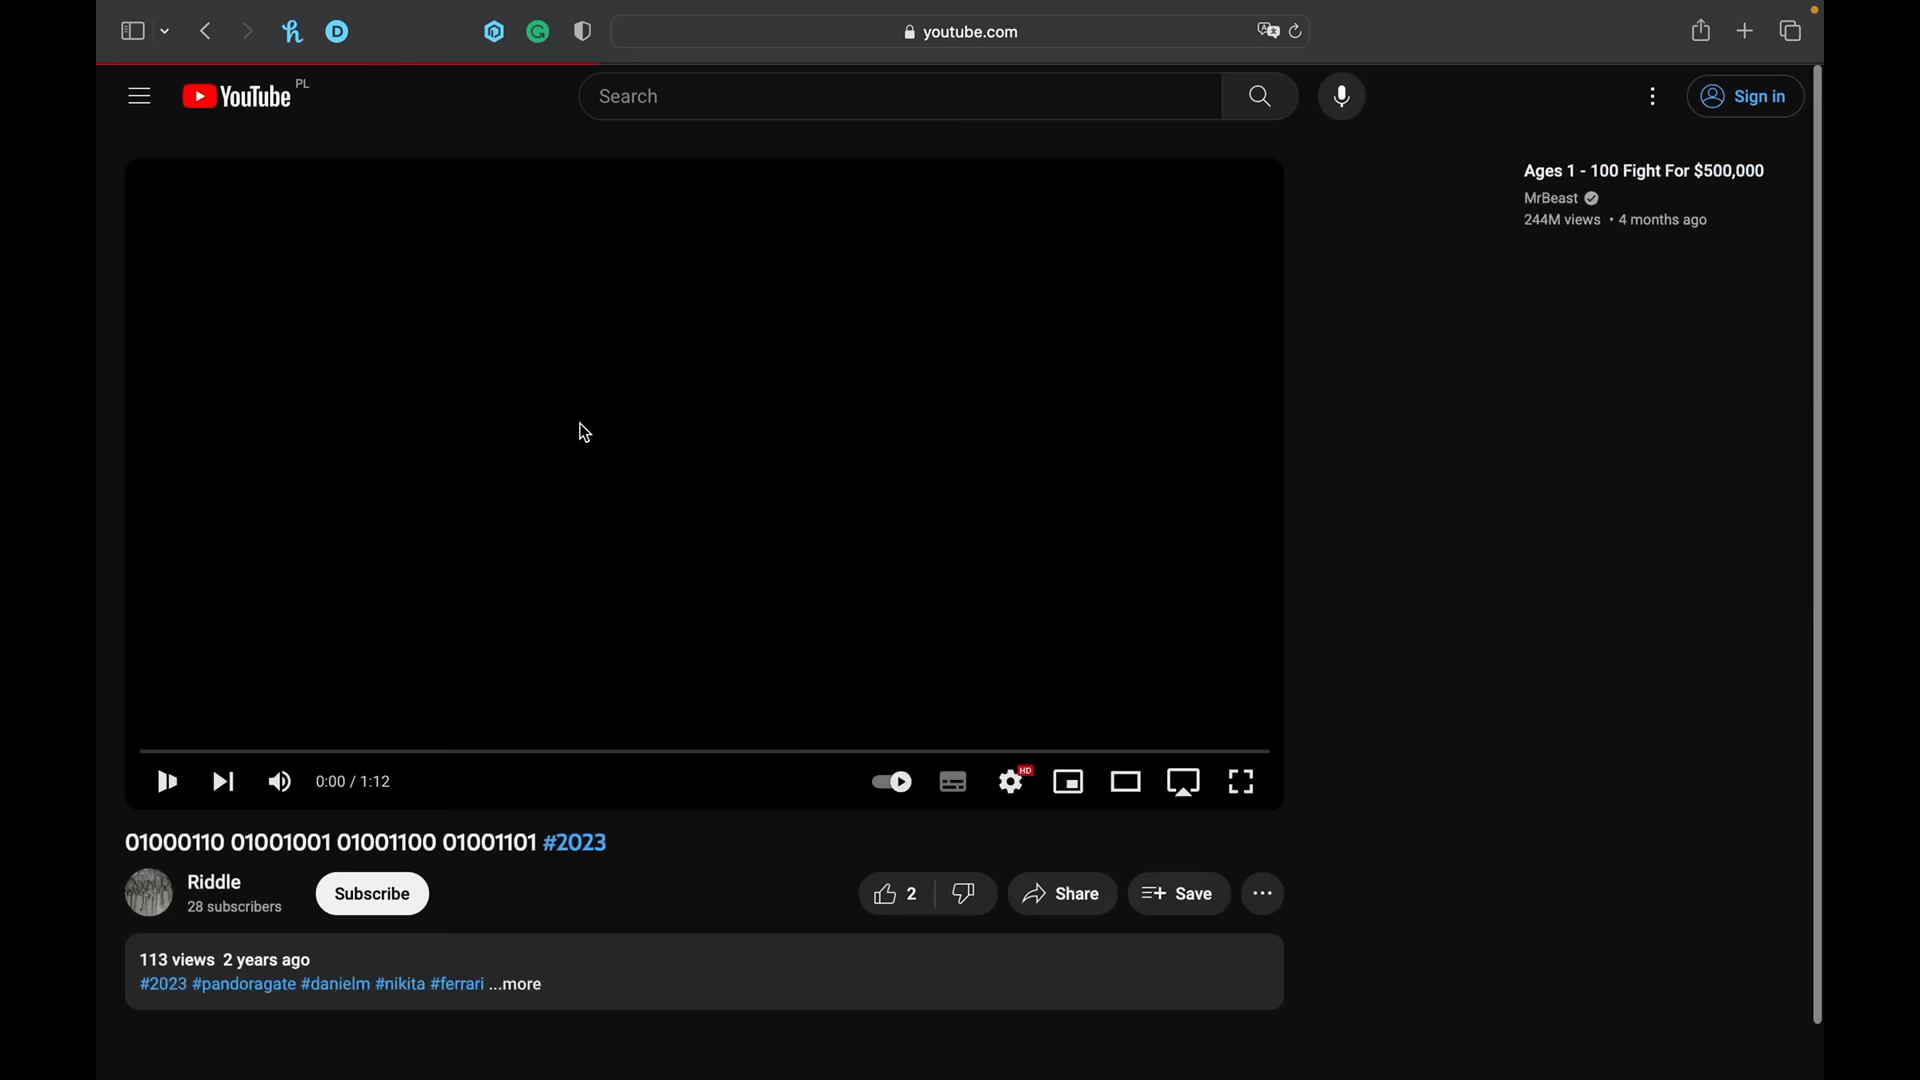 youtube.com
YouTube PL
Search
Sign in
Ages 1 - 100 Fight For $500,000
MrBeast
244M views • 4 months ago
0:00 / 1:12
HD
01000110 01001001 01001100 01001101 #2023
Riddle
28 subscribers
Subscribe
2
Share
Save
113 views 2 years ago
#2023 #pandoragate #danielm #nikita #ferrari ...more